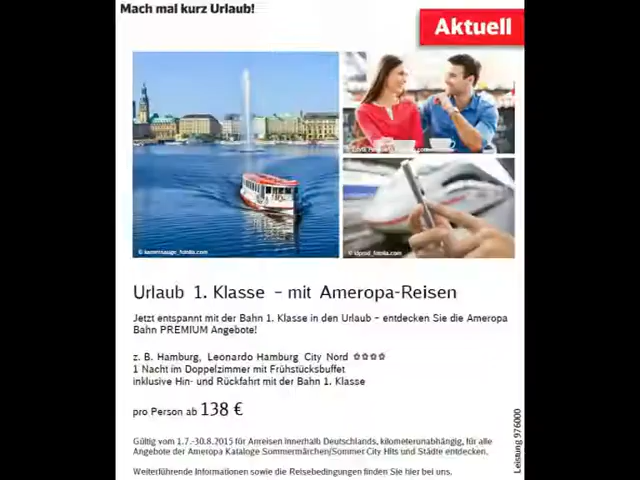 Mach mal kurz Urlaub!
Aktuell
© kameraauge_fotolia.com
Urlaub 1. Klasse – mit Ameropa-Reisen
Jetzt entspannt mit der Bahn 1. Klasse in den Urlaub – entdecken Sie die Ameropa
Bahn PREMIUM Angebote!
z. B. Hamburg, Leonardo Hamburg City Nord ✩✩✩✩
1 Nacht im Doppelzimmer mit Frühstücksbuffet
inklusive Hin- und Rückfahrt mit der Bahn 1. Klasse
pro Person ab 138 €
Gültig vom 1.7.-30.8.2015 für Anreisen innerhalb Deutschlands, kilometerunabhängig, für alle
Angebote der Ameropa Kataloge Sommermärchen/Sommer City Hits und Städte entdecken.
Weiterführende Informationen sowie die Reisebedingungen finden Sie hier bei uns.
Leistung 976000